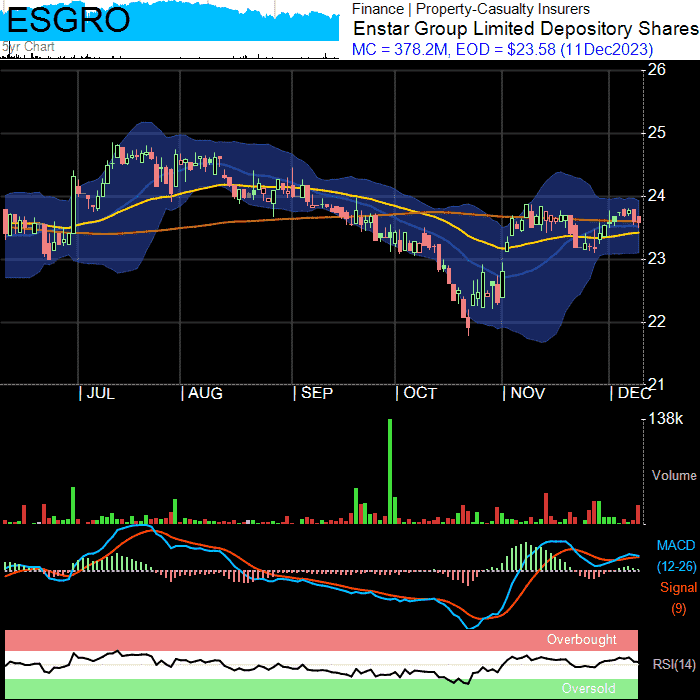 ESGRO
5yr Chart
Finance | Property-Casualty Insurers
Enstar Group Limited Depository Shares
MC = 378.2M, EOD = $23.58 (11Dec2023)
26
25
24
23
22
21
| JUL | AUG | SEP | OCT | NOV | DEC
138k
Volume
MACD
(12-26)
Signal
(9)
Overbought
RSI(14)
Oversold